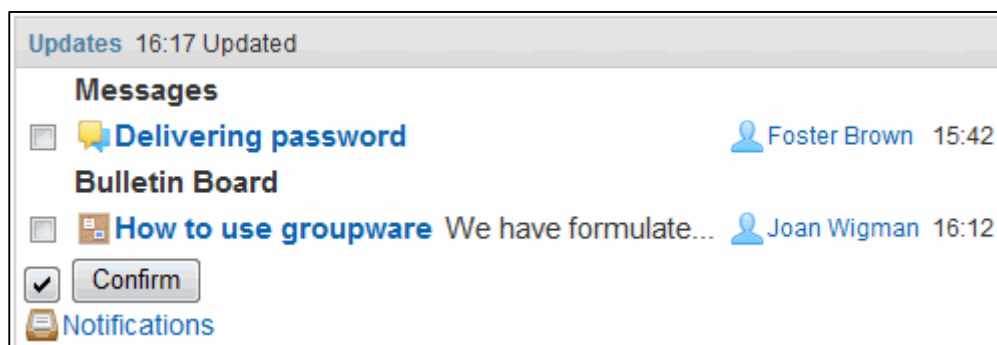 Updates 16:17 Updated
Messages
Delivering password Foster Brown 15:42
Bulletin Board
How to use groupware We have formulate... Joan Wigman 16:12
Confirm
Notifications